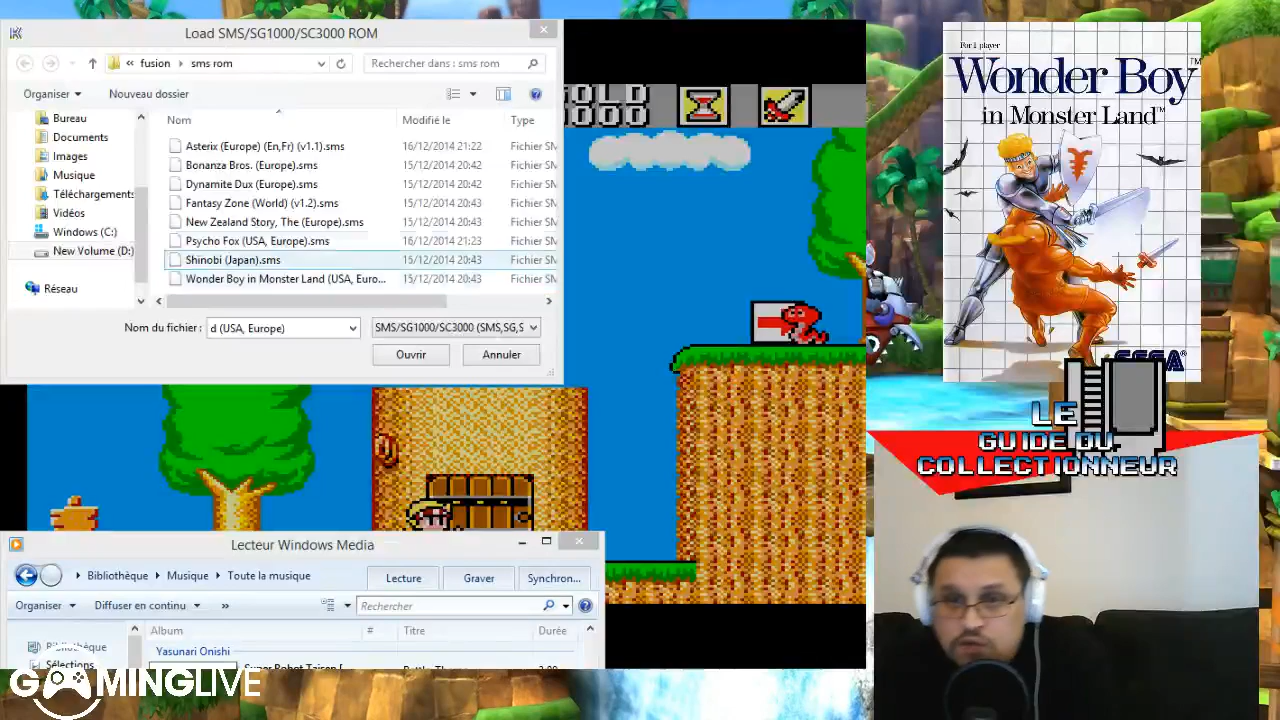 Load SMS/SG1000/SC3000 ROM
« fusion sms rom
Rechercher dans : sms rom
Organiser
Nouveau dossier
Nom
Modifié le
Type
Bureau
Documents
Images
Musique
Téléchargements
Vidéos
Windows (C:)
New Volume (D:)
Réseau
Asterix (Europe) (En,Fr) (v1.1).sms 16/12/2014 21:22 Fichier SM
Bonanza Bros. (Europe).sms 15/12/2014 20:42 Fichier SM
Dynamite Dux (Europe).sms 15/12/2014 20:42 Fichier SM
Fantasy Zone (World) (v1.2).sms 15/12/2014 20:43 Fichier SM
New Zealand Story, The (Europe).sms 15/12/2014 20:43 Fichier SM
Psycho Fox (USA, Europe).sms 16/12/2014 21:23 Fichier SM
Shinobi (Japan).sms 15/12/2014 20:43 Fichier SM
Wonder Boy in Monster Land (USA, Euro... 15/12/2014 20:43 Fichier SM
Nom du fichier : d (USA, Europe)
SMS/SG1000/SC3000 (SMS,SG,S
Ouvrir
Annuler
Lecteur Windows Media
Bibliothèque Musique Toute la musique
Lecture
Graver
Synchron...
Organiser
Diffuser en continu
»
Rechercher
Bibliothèque
Sélections
Album
#
Titre
Durée
Yasunari Onishi
GAMINGLIVE
For 1 player
Wonder Boy™
in Monster Land™
SEGA®
LE
GUIDE DU
COLLECTIONNEUR